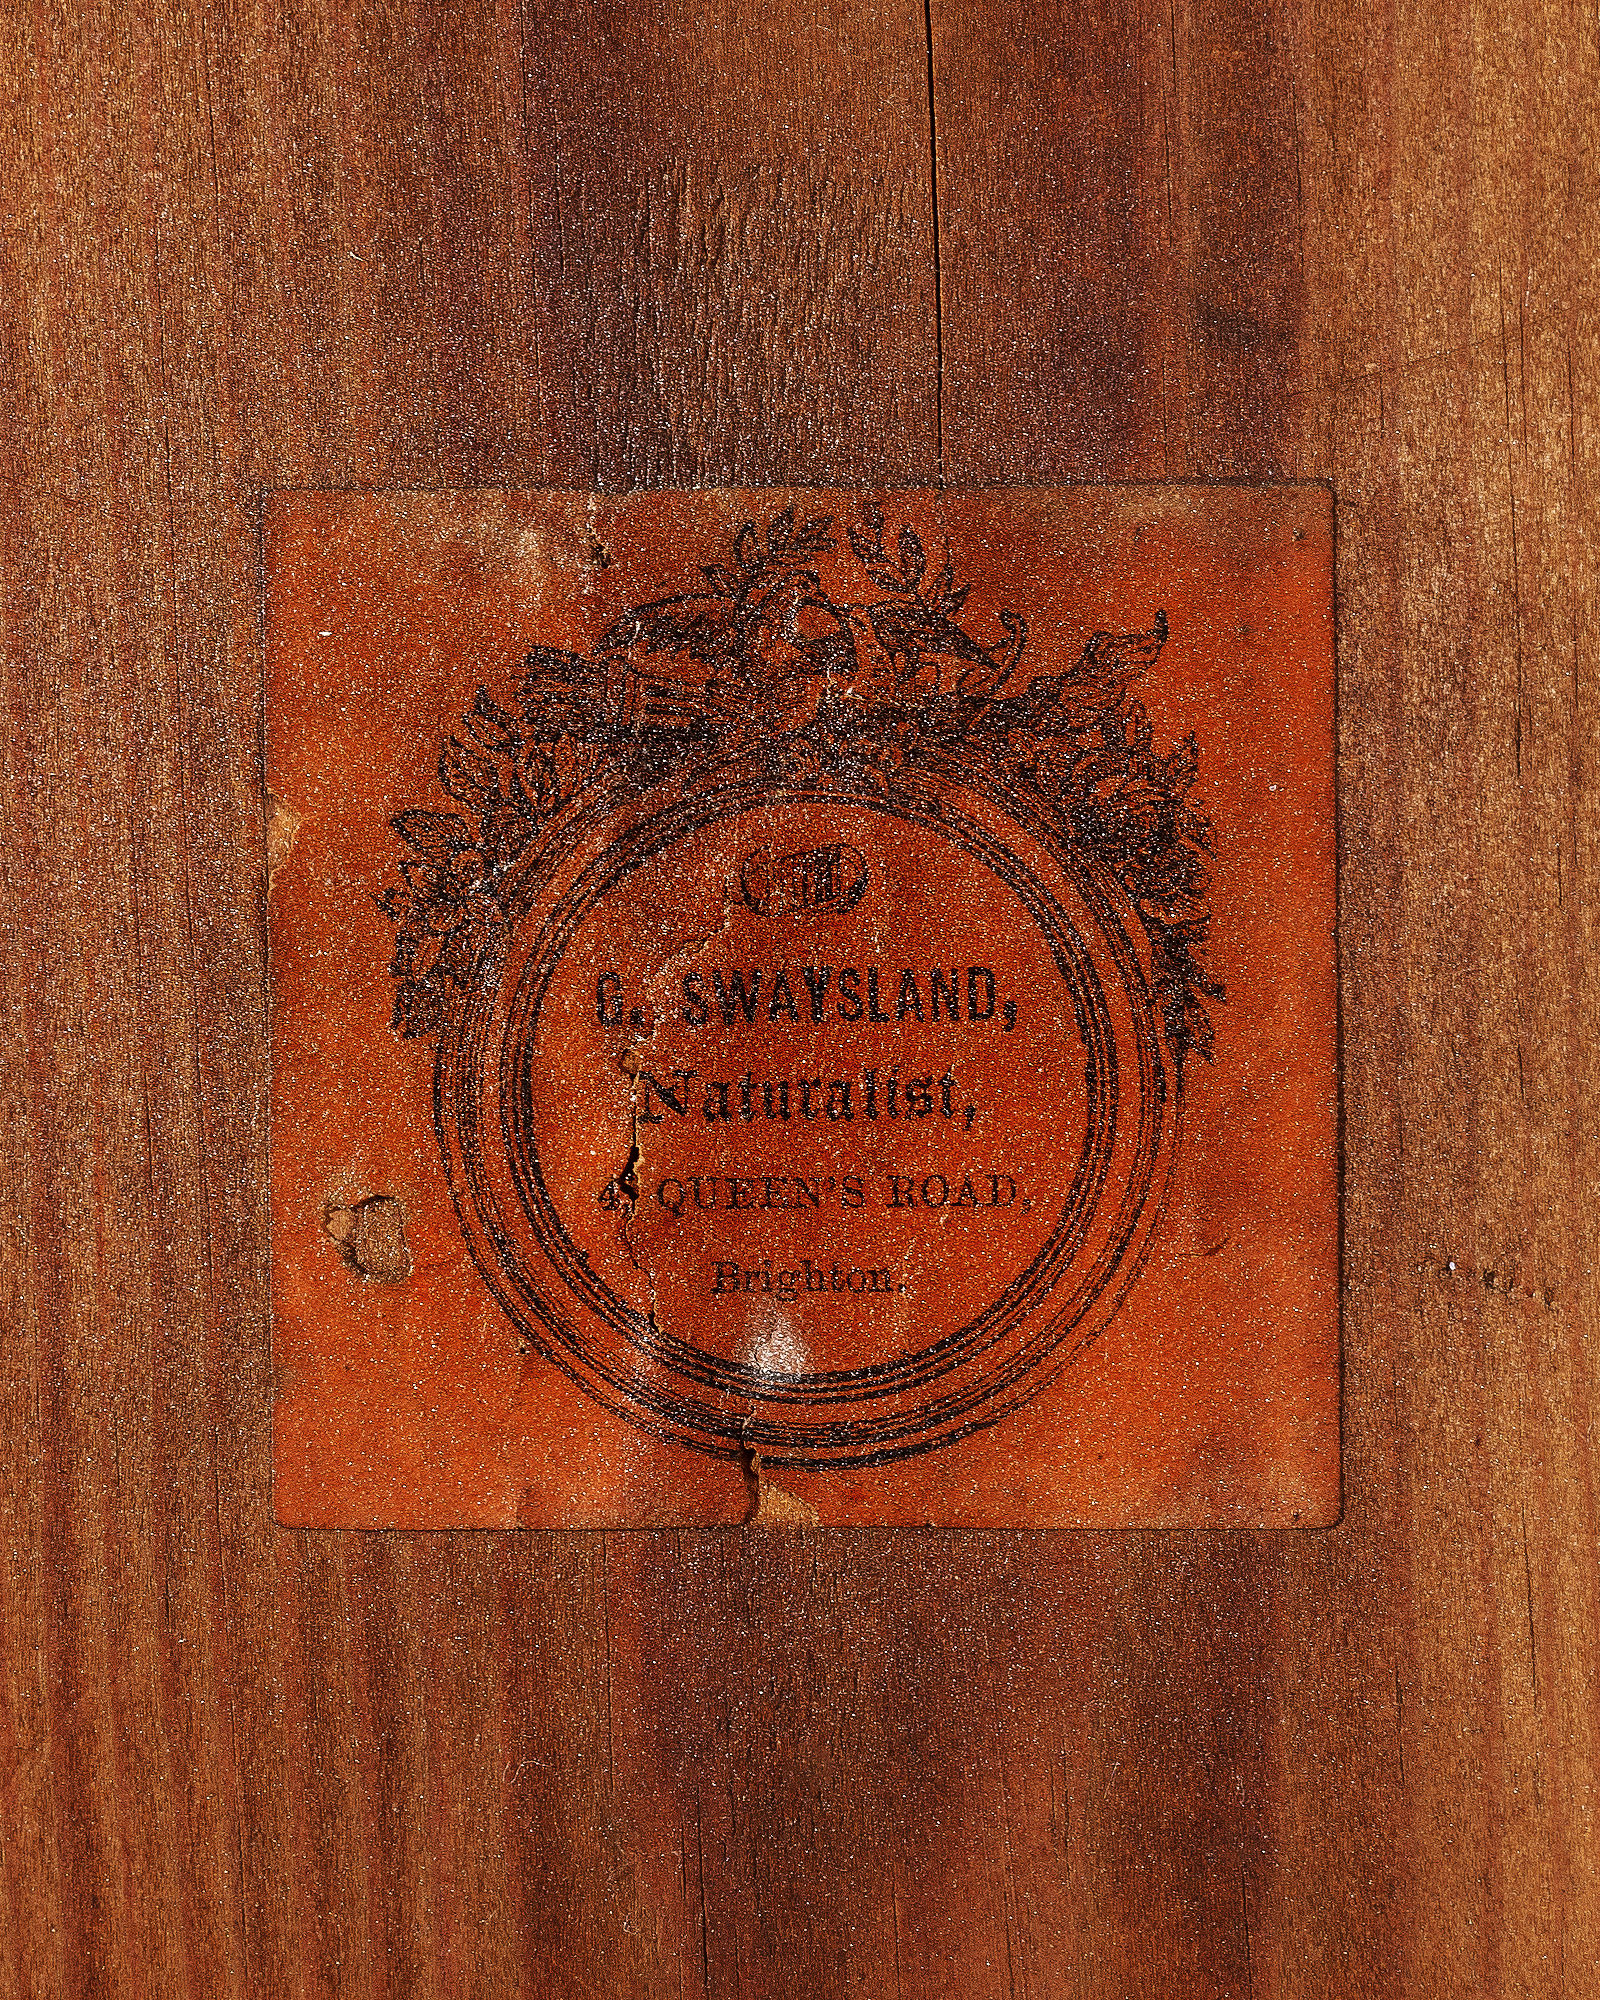 G. SWAYSLAND,
Naturalist,
4, QUEEN'S ROAD,
Brighton.